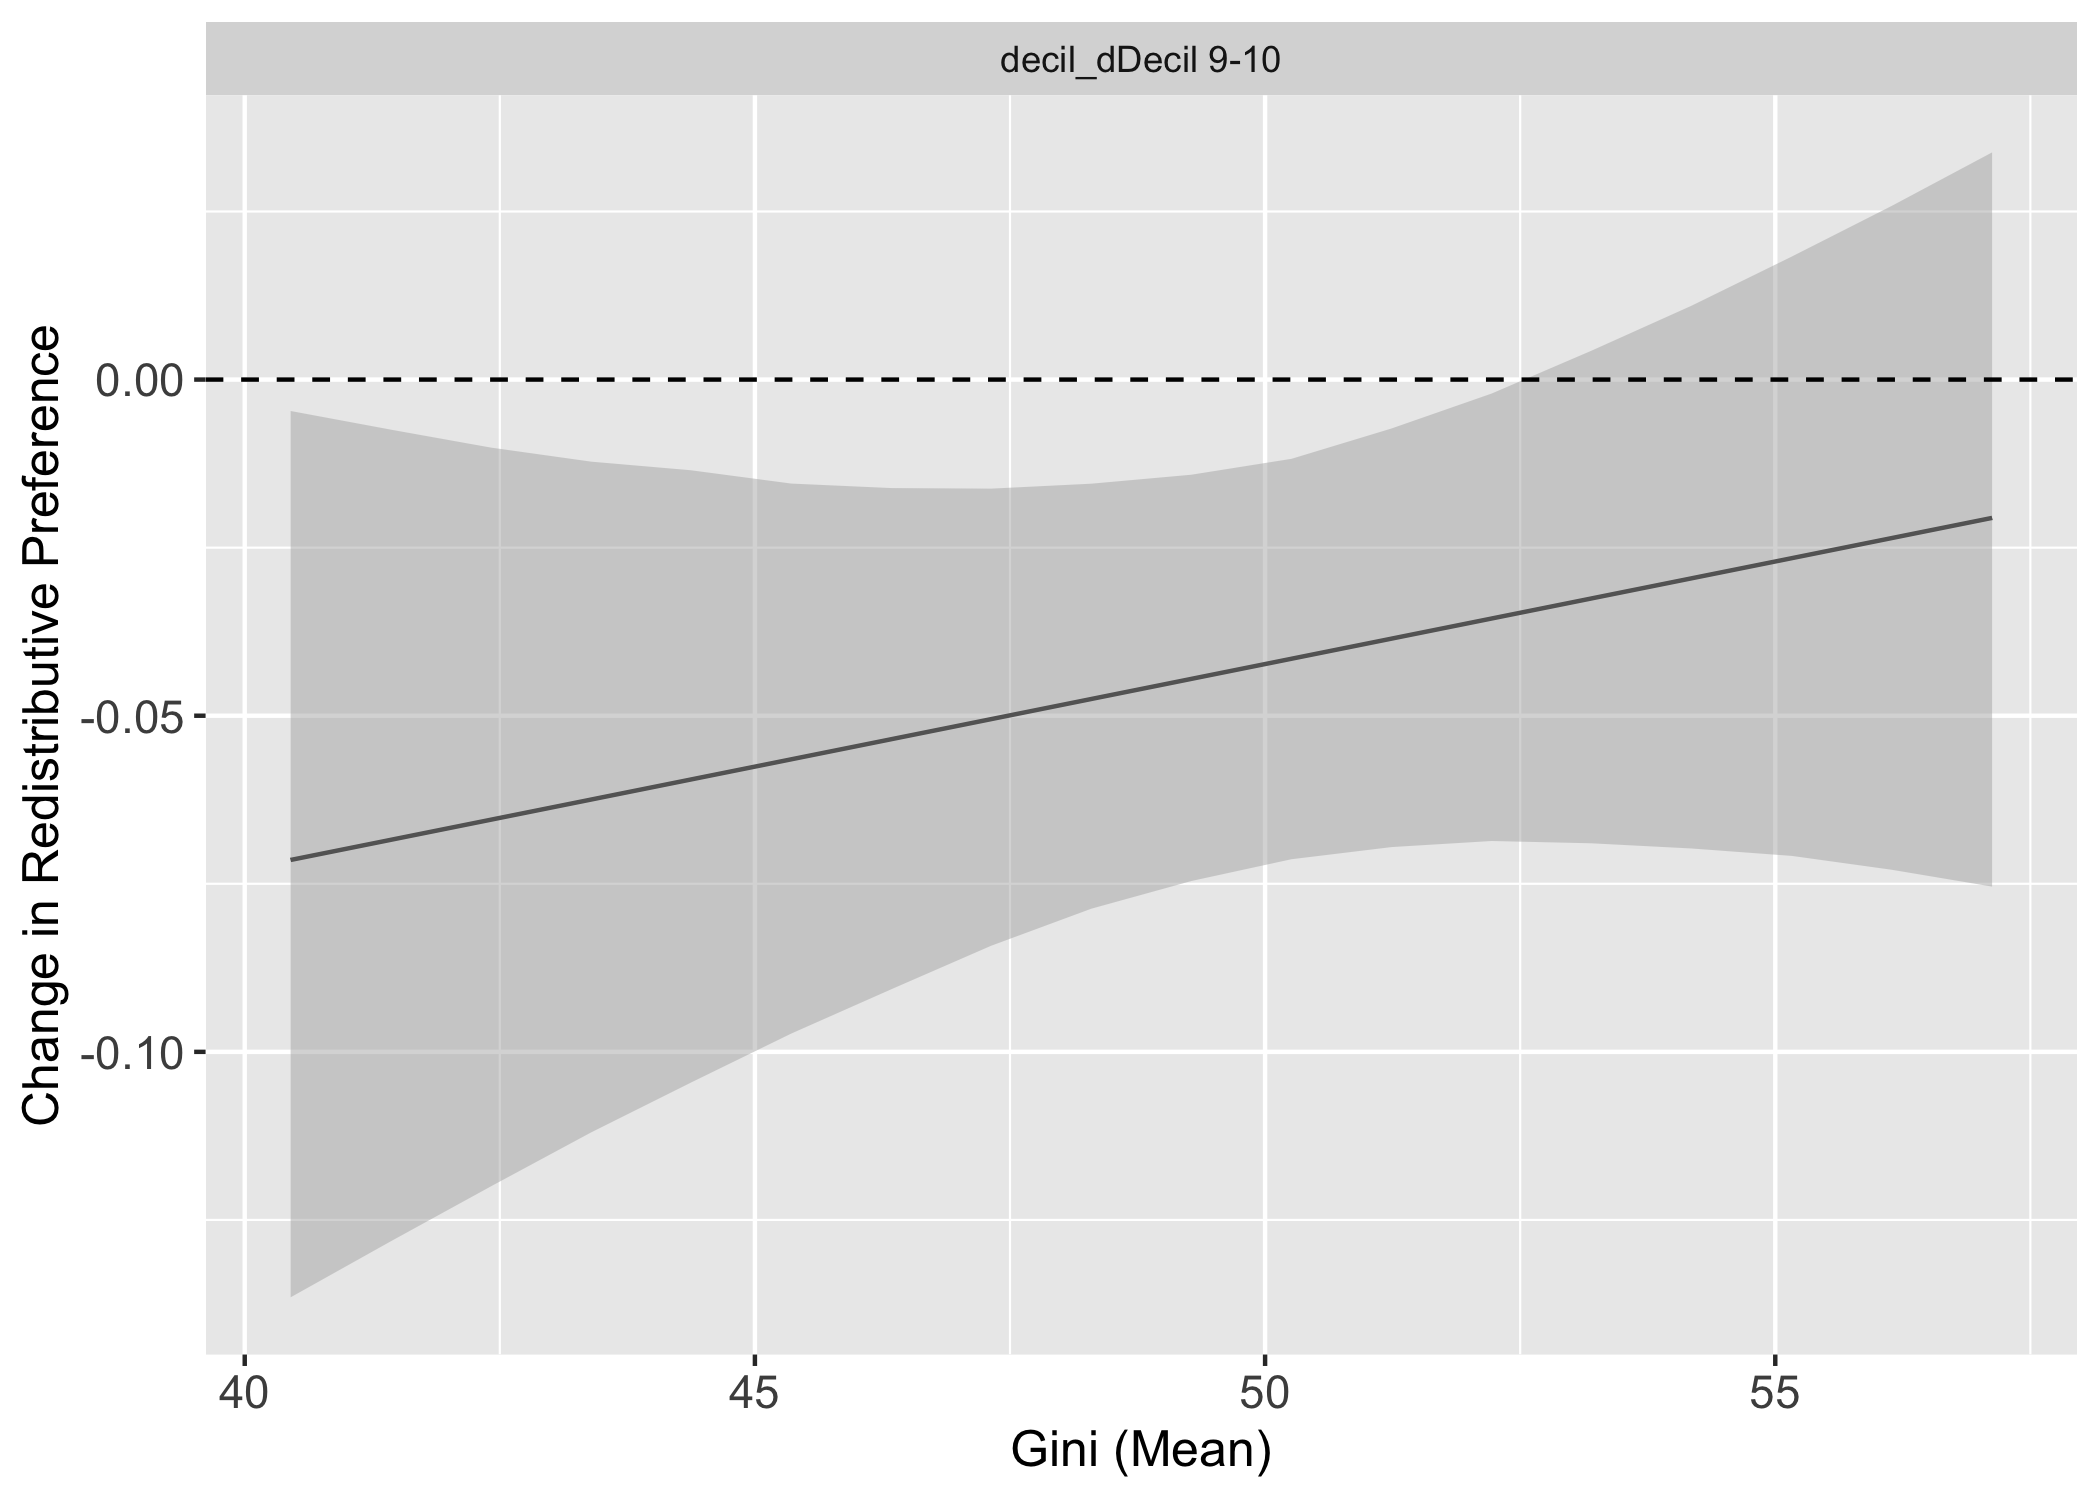 decil_dDecil 9-10
Change in Redistributive Preference
0.00
-0.05
-0.10
40
45
50
55
Gini (Mean)